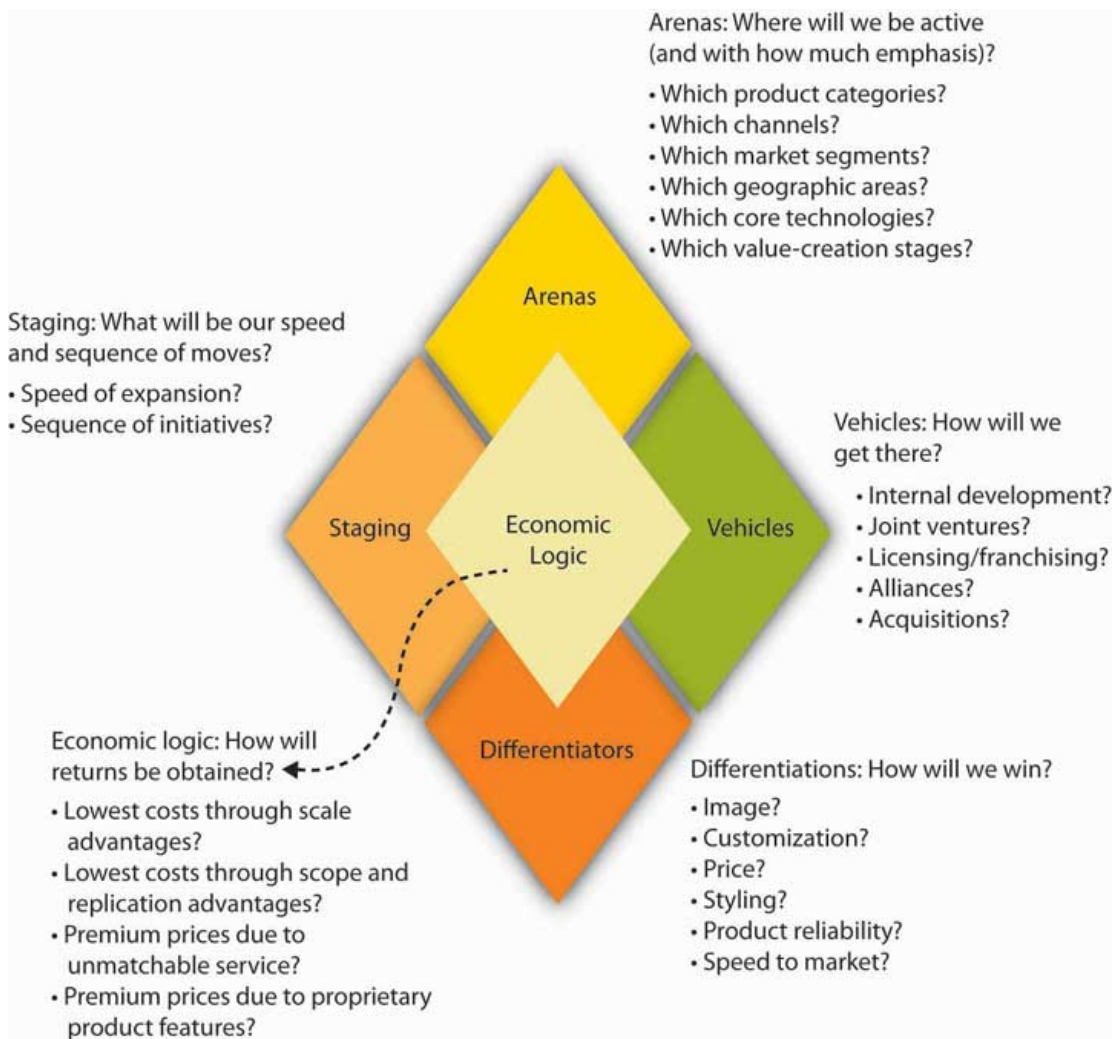 Arenas: Where will we be active
(and with how much emphasis)?
• Which product categories?
• Which channels?
• Which market segments?
• Which geographic areas?
• Which core technologies?
• Which value-creation stages?
Arenas
Staging: What will be our speed
and sequence of moves?
• Speed of expansion?
• Sequence of initiatives?
Vehicles: How will we
get there?
• Internal development?
• Joint ventures?
• Licensing/franchising?
• Alliances?
• Acquisitions?
Staging
Economic
Logic
Vehicles
Differentiators
Economic logic: How will
returns be obtained?
• Lowest costs through scale
advantages?
• Lowest costs through scope and
replication advantages?
• Premium prices due to
unmatchable service?
• Premium prices due to proprietary
product features?
Differentiations: How will we win?
• Image?
• Customization?
• Price?
• Styling?
• Product reliability?
• Speed to market?